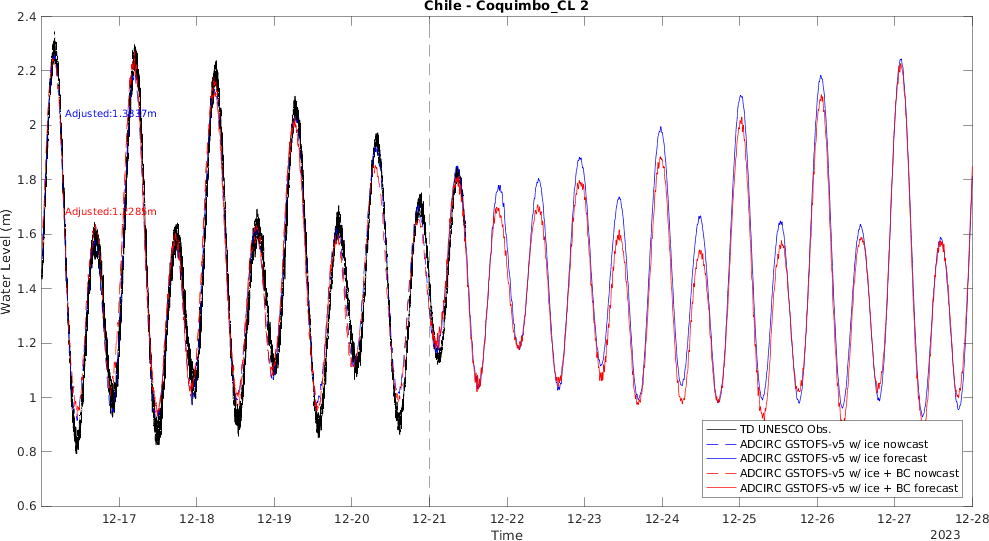 Chile - Coquimbo_CL 2
2.4
2.2
2
1.8
1.6
1.4
1.2
1
0.8
0.6
Water Level (m)
Adjusted:1.3337m
Adjusted:1.2285m
TD UNESCO Obs.
ADCIRC GSTOFS-v5 w/ ice nowcast
ADCIRC GSTOFS-v5 w/ ice forecast
ADCIRC GSTOFS-v5 w/ ice + BC nowcast
ADCIRC GSTOFS-v5 w/ ice + BC forecast
12-17 12-18 12-19 12-20 12-21 12-22 12-23 12-24 12-25 12-26 12-27 12-28
Time
2023